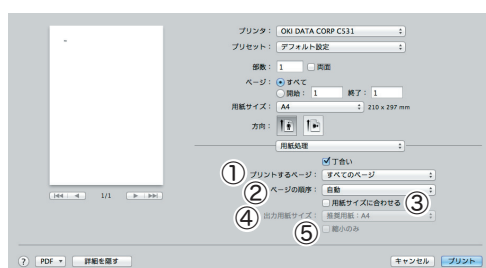 プリンタ： OKI DATA CORP C531
プリセット： デフォルト設定
部数： 1 両面
ページ： すべて
開始： 1 終了： 1
用紙サイズ： A4 210 x 297 mm
方向：
用紙処理
丁合い
① プリントするページ： すべてのページ
② ページの順序： 自動
用紙サイズに合わせる ③
④ 出力用紙サイズ： 推奨用紙：A4
⑤ 縮小のみ
1/1
? PDF 詳細を隠す キャンセル プリント